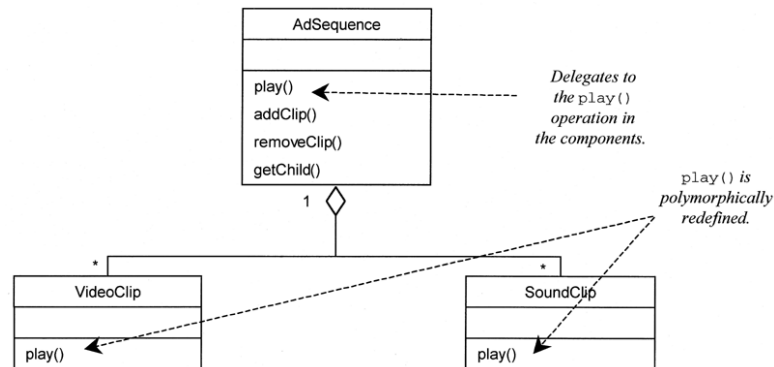 AdSequence
play()
addClip()
removeClip()
getChild()
Delegates to
the play()
operation in
the components.
play() is
polymorphically
redefined.
1
*
*
VideoClip
play()
SoundClip
play()